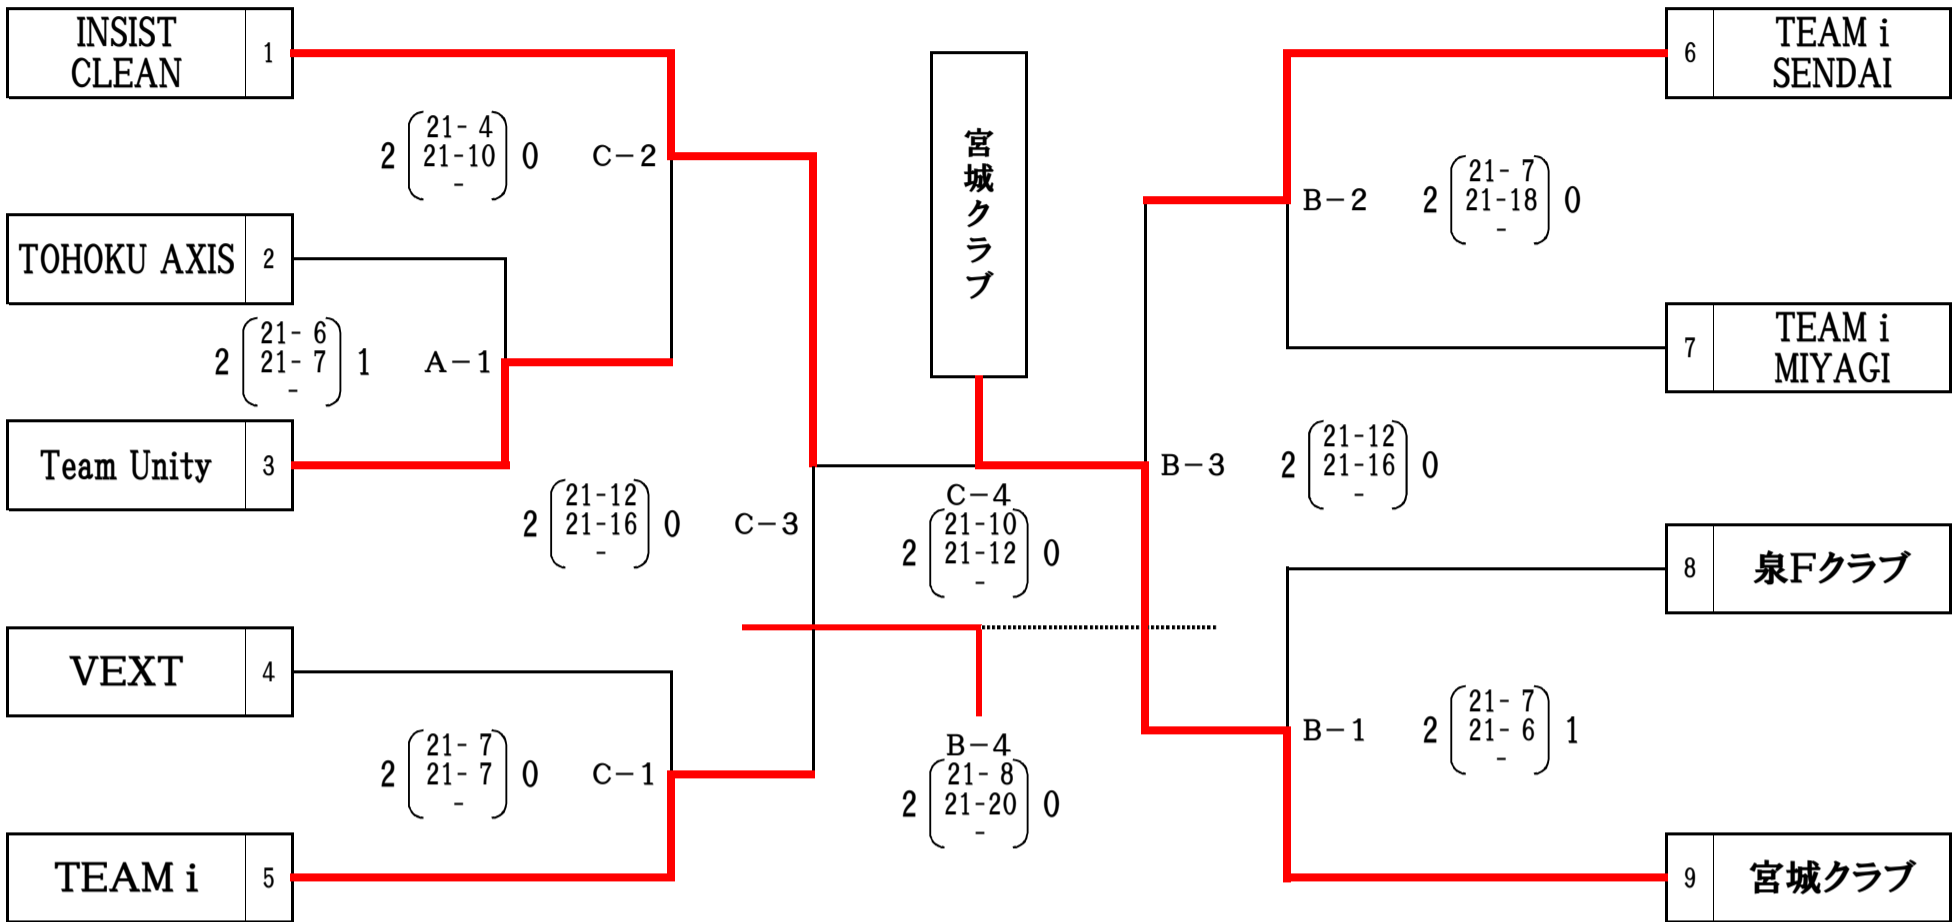 INSIST
CLEAN
1
2
21- 4
21-10
-
0
C-2
TOHOKU AXIS
2
2
21- 6
21- 7
-
1
A-1
Team Unity
3
2
21-12
21-16
-
0
C-3
VEXT
4
2
21- 7
21- 7
-
0
C-1
TEAM i
5
宮城クラブ
C-4
2
21-10
21-12
-
0
B-4
2
21- 8
21-20
-
0
6
TEAM i
SENDAI
B-2
2
21- 7
21-18
-
0
7
TEAM i
MIYAGI
B-3
2
21-12
21-16
-
0
8
泉Fクラブ
B-1
2
21- 7
21- 6
-
1
9
宮城クラブ